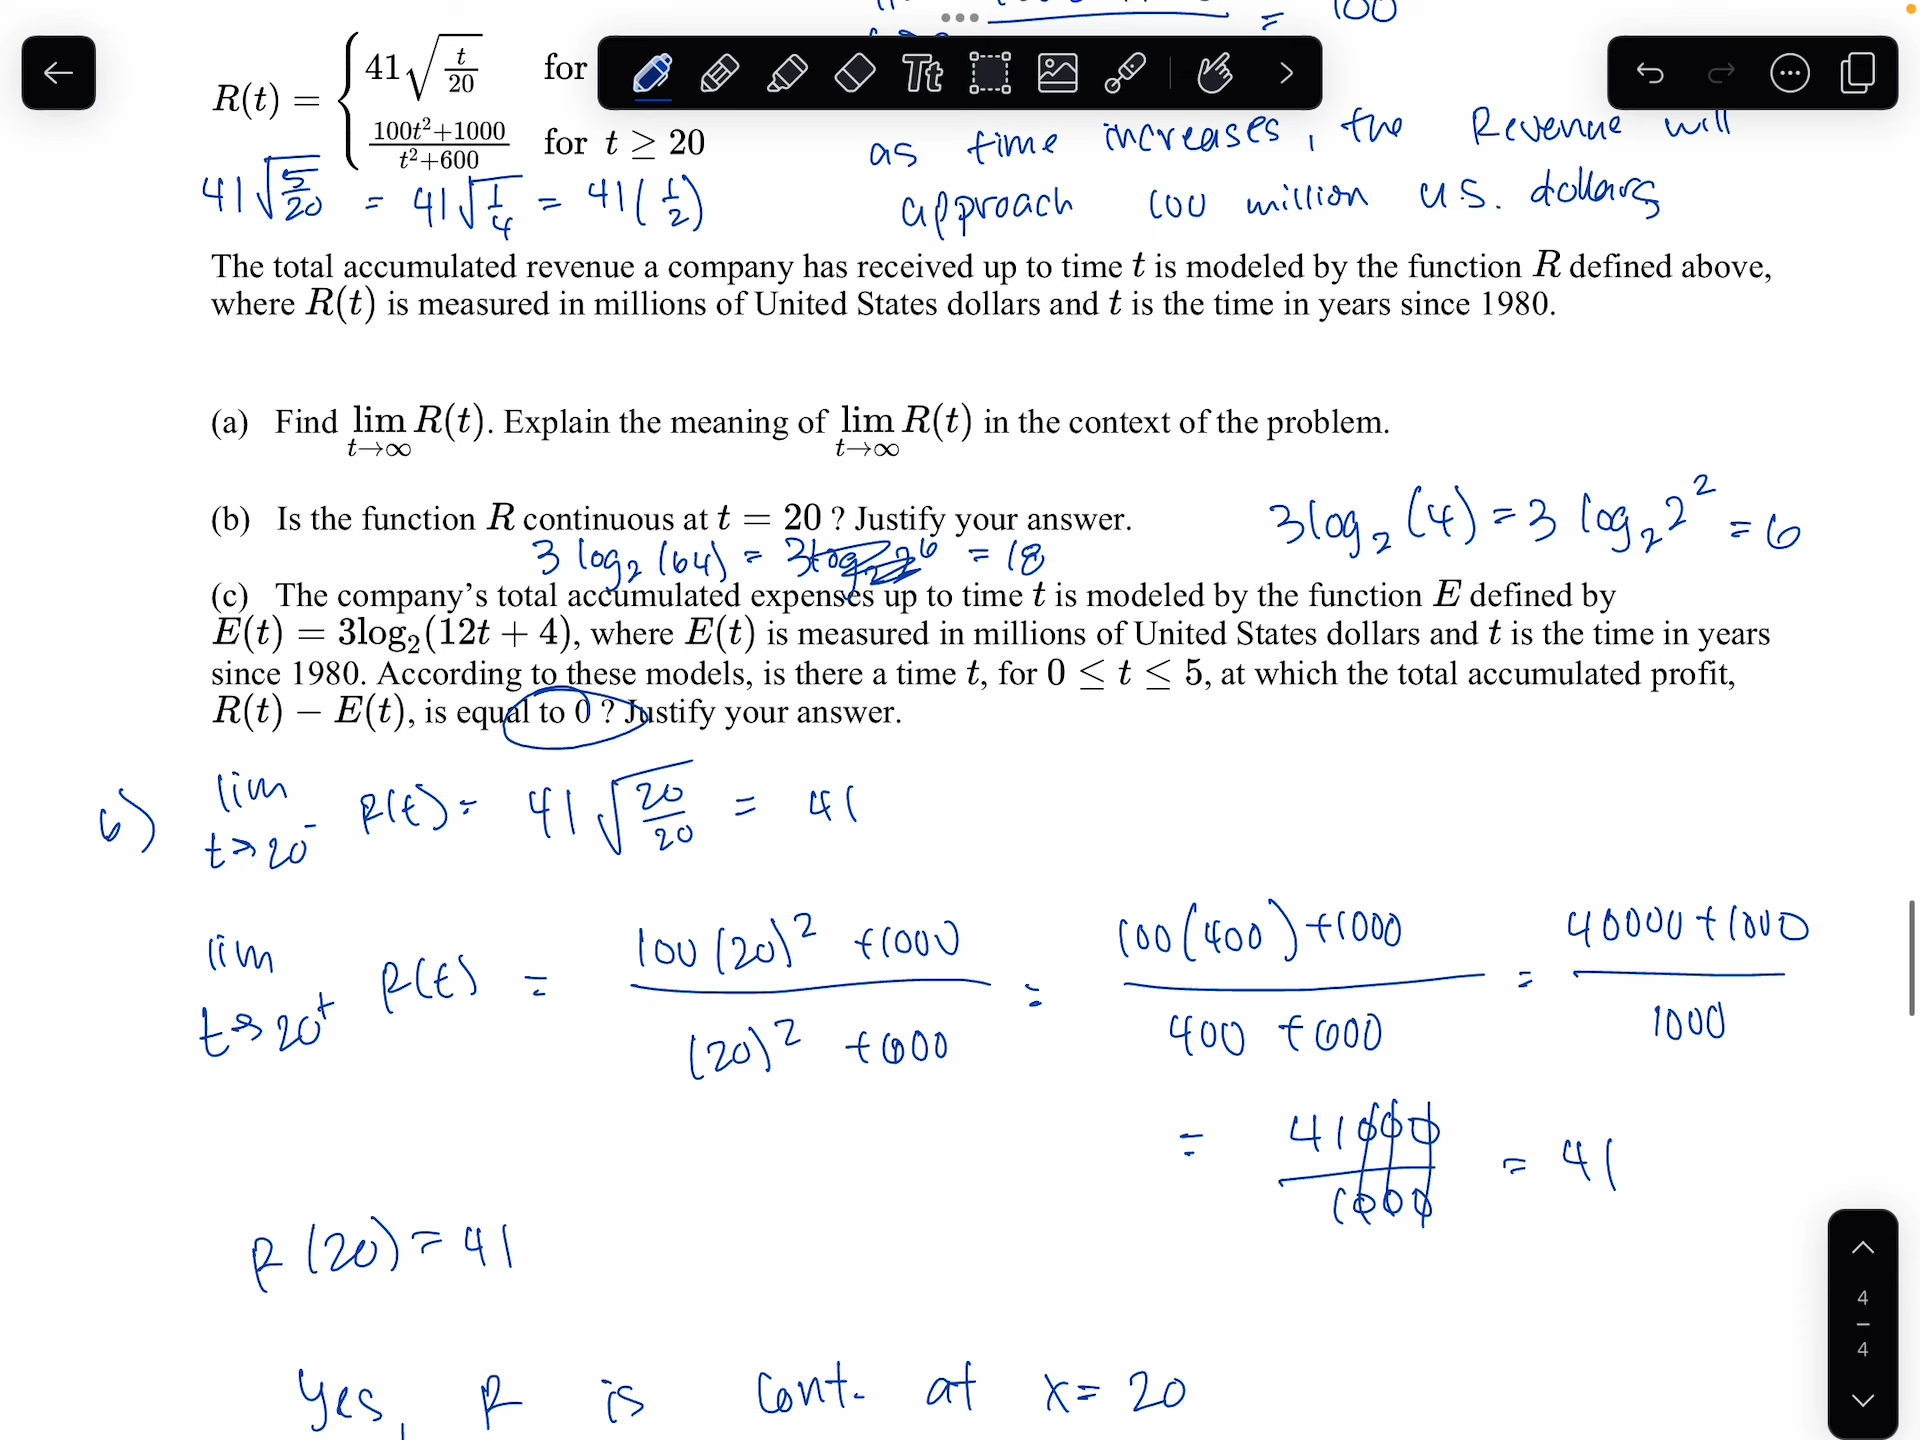 = 100
R(t) = { 41√(t/20) for
(100t²+1000)/(t²+600) for t ≥ 20
Tt
as time increases, the Revenue will
approach 100 million U.S. dollars
41√(5/20) = 41√(1/4) = 41(1/2)
The total accumulated revenue a company has received up to time t is modeled by the function R defined above,
where R(t) is measured in millions of United States dollars and t is the time in years since 1980.
(a) Find lim t→∞ R(t). Explain the meaning of lim t→∞ R(t) in the context of the problem.
3log₂(4) = 3 log₂2² = 6
(b) Is the function R continuous at t = 20 ? Justify your answer.
3 log₂(64) = 3log₂2⁶ = 18
(c) The company's total accumulated expenses up to time t is modeled by the function E defined by
E(t) = 3log₂(12t + 4), where E(t) is measured in millions of United States dollars and t is the time in years
since 1980. According to these models, is there a time t, for 0 ≤ t ≤ 5, at which the total accumulated profit,
R(t) − E(t), is equal to 0 ? Justify your answer.
b) lim t→20⁻ R(t) = 41√(20/20) = 41
lim t→20⁺ R(t) = (100(20)²+1000)/((20)²+600) = (100(400)+1000)/(400+600) = (40000+1000)/1000
= 41000/1000 = 41
R(20) = 41
Yes, R is cont. at x = 20
4
4